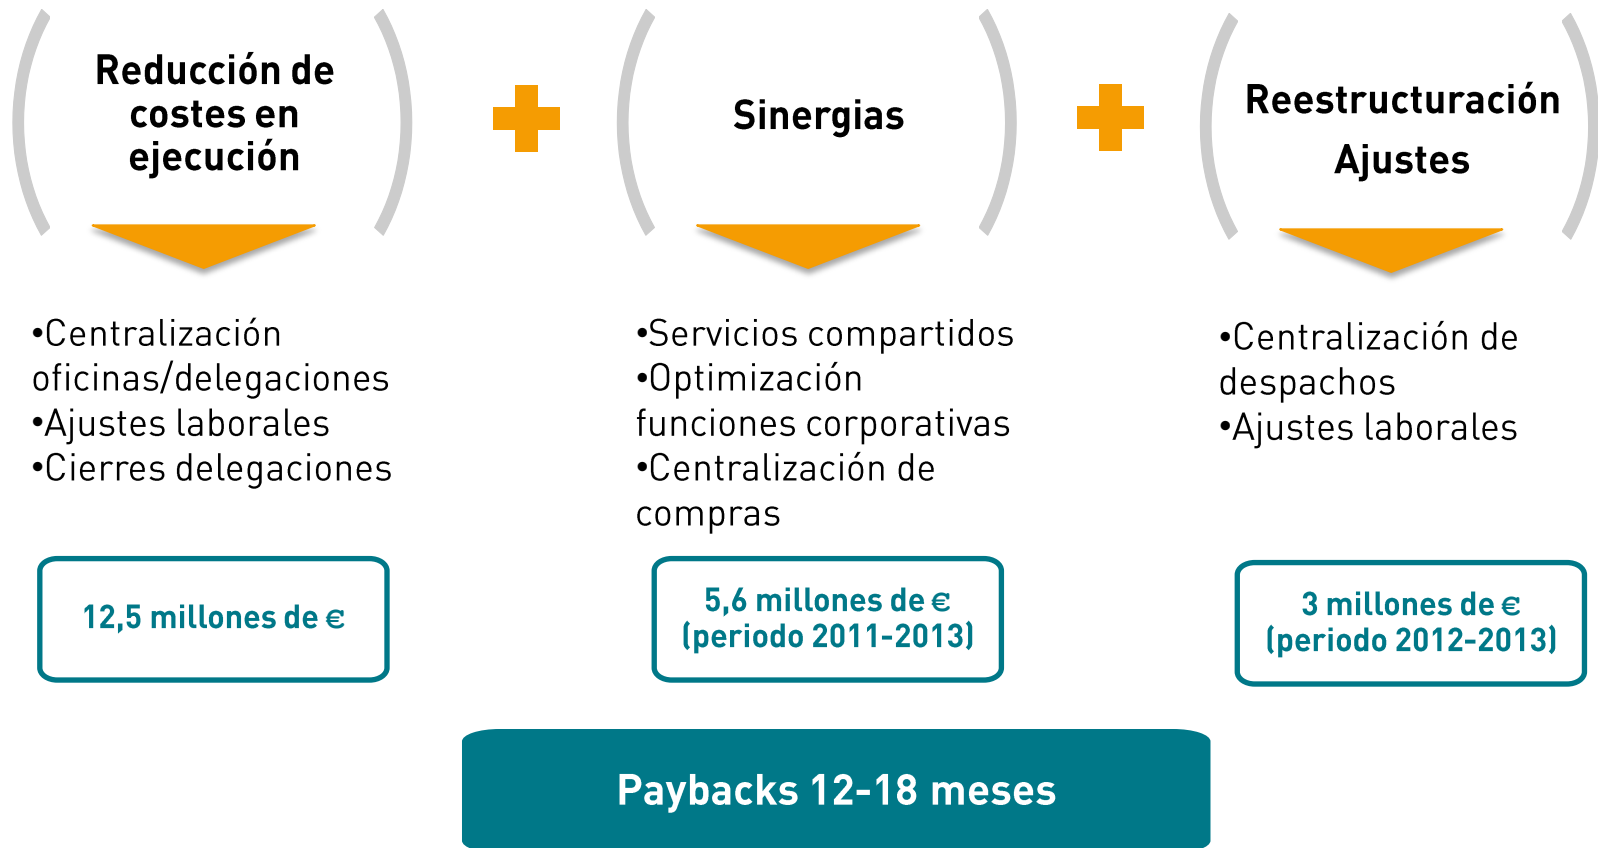 Reducción de
costes en
ejecución
•Centralización
oficinas/delegaciones
•Ajustes laborales
•Cierres delegaciones
12,5 millones de €
Sinergias
•Servicios compartidos
•Optimización
funciones corporativas
•Centralización de
compras
5,6 millones de €
(periodo 2011-2013)
Reestructuración
Ajustes
•Centralización de
despachos
•Ajustes laborales
3 millones de €
(periodo 2012-2013)
Paybacks 12-18 meses